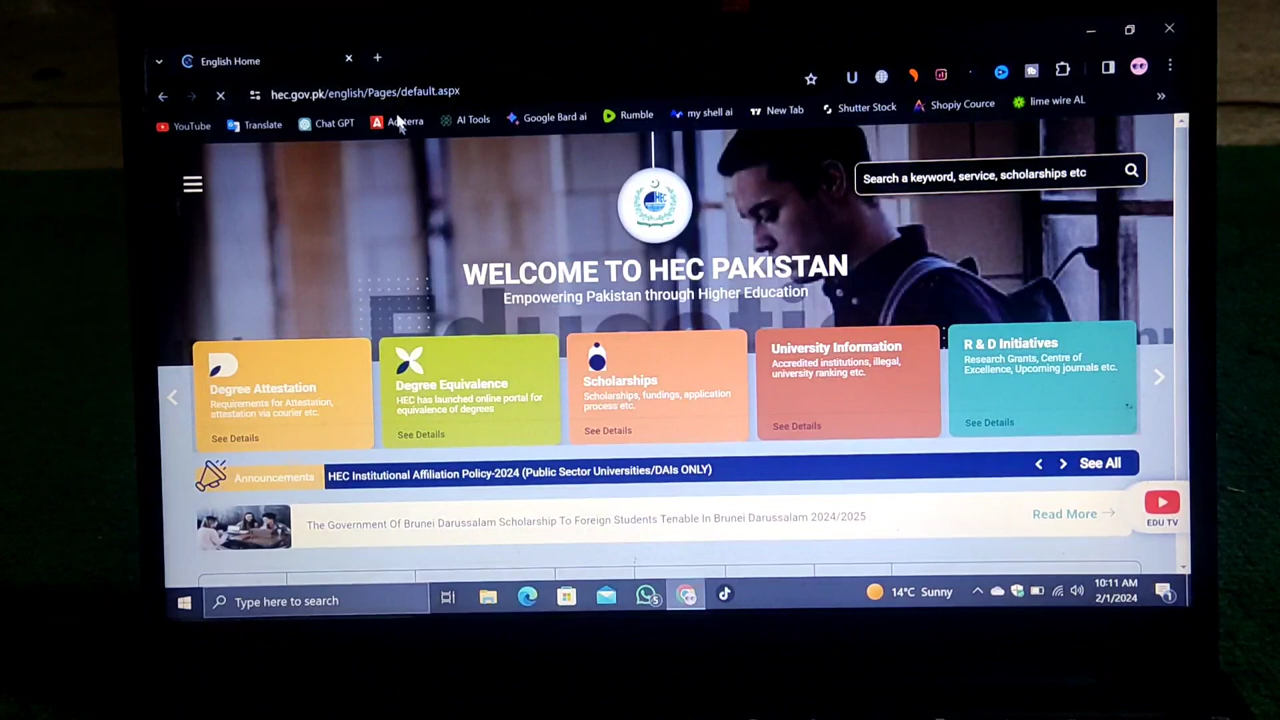 English Home
hec.gov.pk/english/Pages/default.aspx
YouTube Translate Chat GPT Adsterra AI Tools Google Bard ai Rumble my shell ai New Tab Shutter Stock Shopiy Cource lime wire AL
Search a keyword, service, scholarships etc
HEC
WELCOME TO HEC PAKISTAN
Empowering Pakistan through Higher Education
Degree Attestation
Requirements for Attestation,
attestation via courier etc.
See Details
Degree Equivalence
HEC has launched online portal for
equivalence of degrees
See Details
Scholarships
Scholarships, fundings, application
process etc.
See Details
University Information
Accredited institutions, illegal,
university ranking etc.
See Details
R & D Initiatives
Research Grants, Centre of
Excellence, Upcoming journals etc.
See Details
Announcements HEC Institutional Affiliation Policy-2024 (Public Sector Universities/DAIs ONLY) See All
The Government Of Brunei Darussalam Scholarship To Foreign Students Tenable In Brunei Darussalam 2024/2025 Read More
EDU TV
Type here to search
5
14°C Sunny
10:11 AM
2/1/2024
1